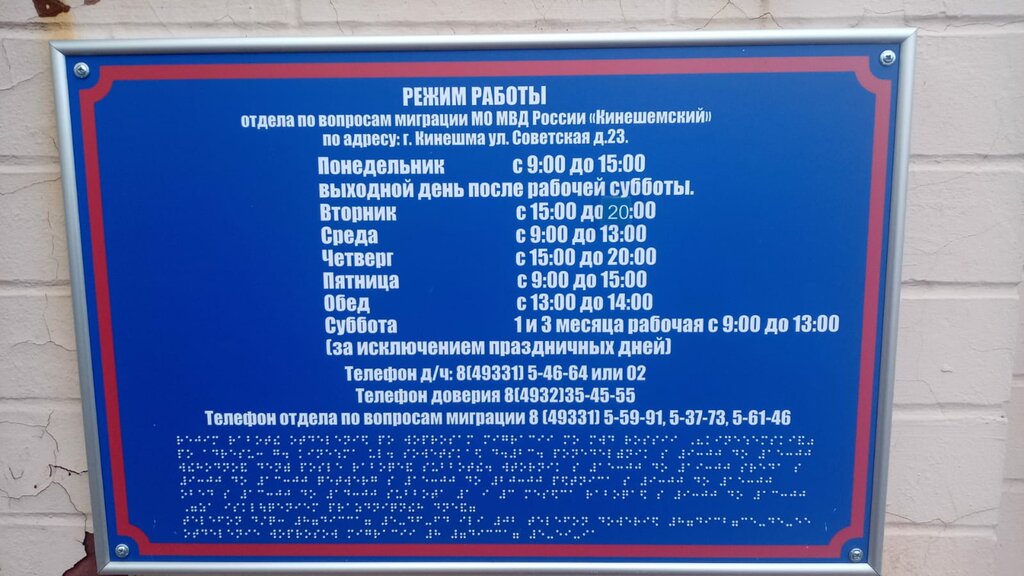 РЕЖИМ РАБОТЫ
отдела по вопросам миграции МО МВД России «Кинешемский»
по адресу: г. Кинешма ул. Советская д.23.
Понедельник с 9:00 до 15:00
выходной день после рабочей субботы.
Вторник с 15:00 до 20:00
Среда с 9:00 до 13:00
Четверг с 15:00 до 20:00
Пятница с 9:00 до 15:00
Обед с 13:00 до 14:00
Суббота 1 и 3 месяца рабочая с 9:00 до 13:00
(за исключением праздничных дней)
Телефон д/ч: 8(49331) 5-46-64 или 02
Телефон доверия 8(4932)35-45-55
Телефон отдела по вопросам миграции 8 (49331) 5-59-91, 5-37-73, 5-61-46